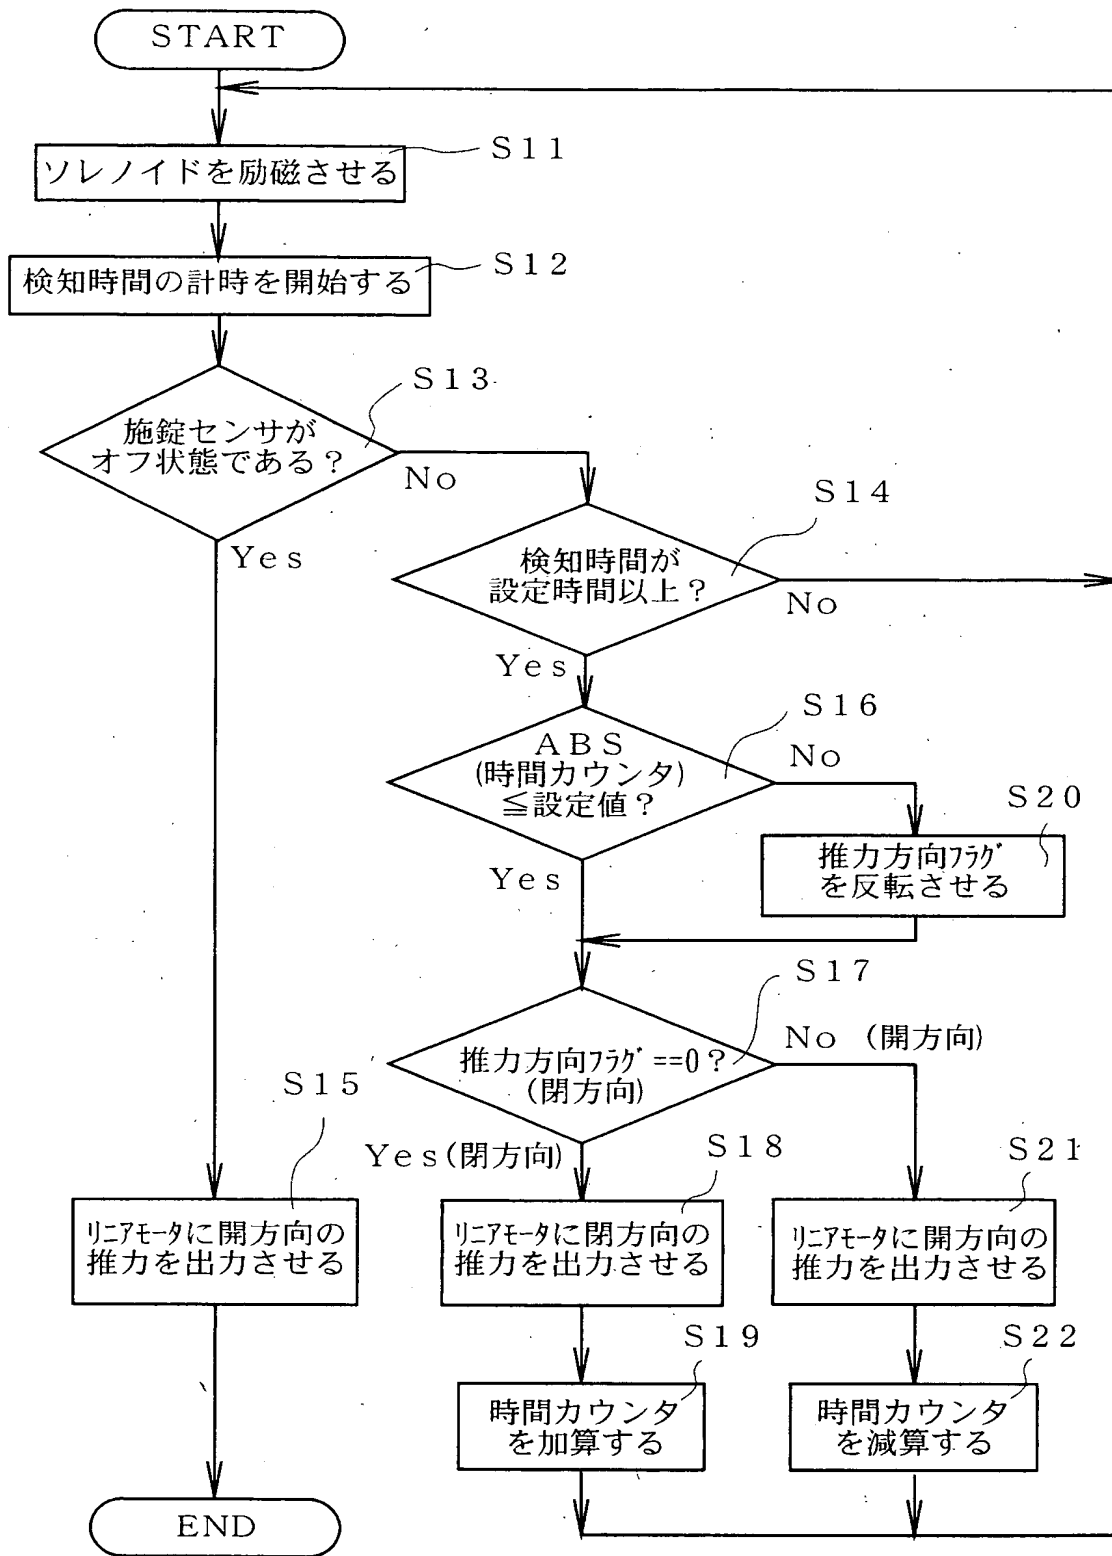 START
S11
ソレノイドを励磁させる
S12
検知時間の計時を開始する
S13
施錠センサが
オフ状態である?
No
Yes
S14
検知時間が
設定時間以上?
No
Yes
S16
ABS
(時間カウンタ)
≦設定値?
No
Yes
S20
推力方向フラグ
を反転させる
S17
推力方向フラグ==0?
(閉方向)
No (開方向)
Yes(閉方向)
S15
リニアモータに開方向の
推力を出力させる
S18
リニアモータに閉方向の
推力を出力させる
S21
リニアモータに開方向の
推力を出力させる
S19
時間カウンタ
を加算する
S22
時間カウンタ
を減算する
END